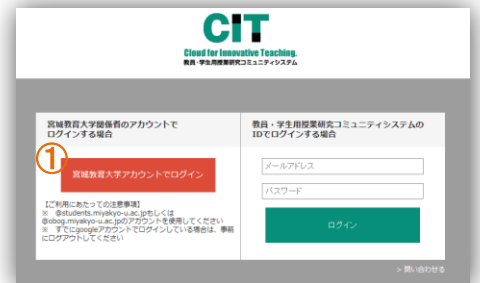 CIT
Cloud for Innovative Teaching.
教員・学生用授業研究コミュニティシステム
宮城教育大学関係者のアカウントで
ログインする場合
①
宮城教育大学アカウントでログイン
【ご利用にあたっての注意事項】
※ @students.miyakyo-u.ac.jpもしくは
@obog.miyakyo-u.ac.jpのアカウントを使用してください
※ すでにgoogleアカウントでログインしている場合は、事前
にログアウトしてください
教員・学生用授業研究コミュニティシステムの
IDでログインする場合
メールアドレス
パスワード
ログイン
> 問い合わせる